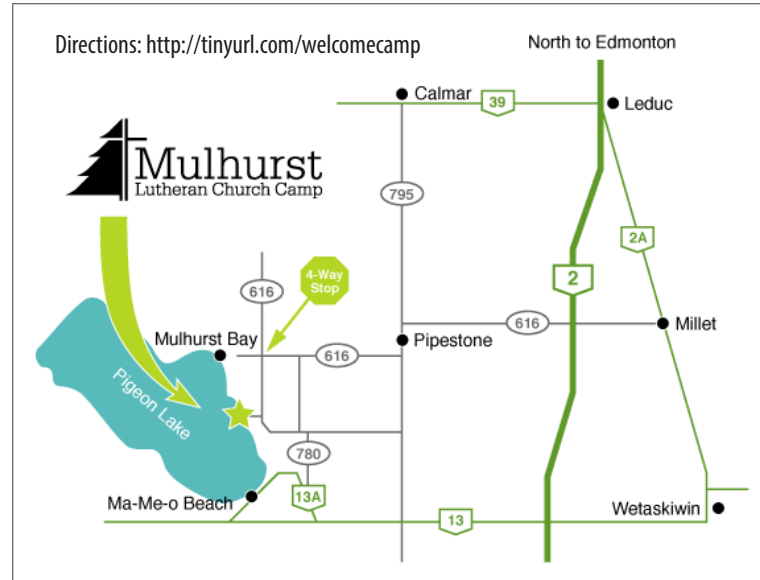 Directions: http://tinyurl.com/welcomecamp
North to Edmonton
Calmar
39
Leduc
Mulhurst
Lutheran Church Camp
795
2A
4-Way
Stop
616
2
616
Millet
Mulhurst Bay
616
Pipestone
Pigeon Lake
780
Ma-Me-o Beach
13A
13
Wetaskiwin